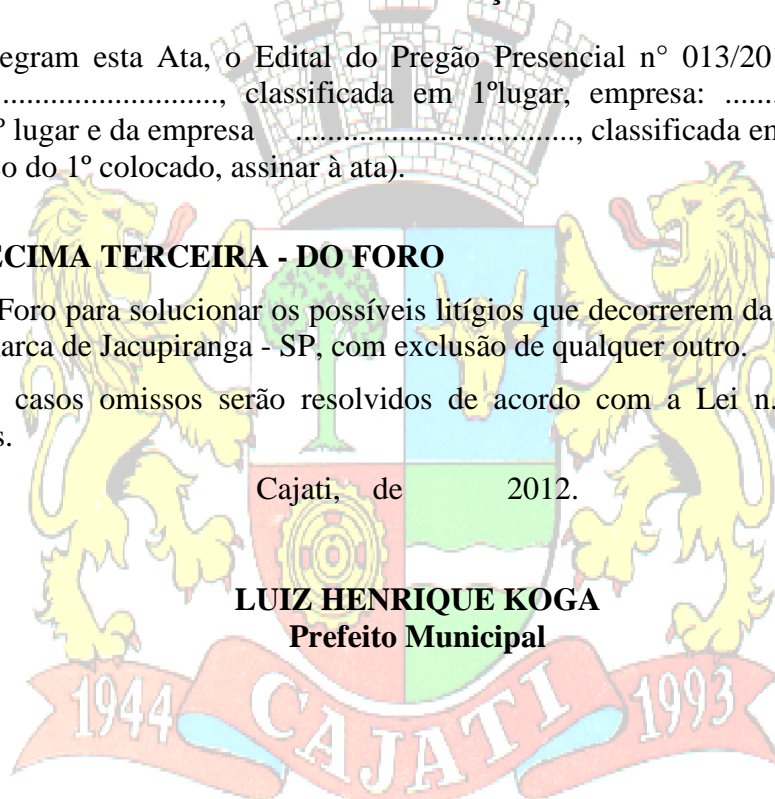 egram esta Ata, o Edital do Pregão Presencial n° 013/20
.........................., classificada em 1ºlugar, empresa: .......
º lugar e da empresa ................................., classificada en
o do 1º colocado, assinar à ata).
ECIMA TERCEIRA - DO FORO
Foro para solucionar os possíveis litígios que decorrerem da
arca de Jacupiranga - SP, com exclusão de qualquer outro.
casos omissos serão resolvidos de acordo com a Lei n.
s.
Cajati, de 2012.
LUIZ HENRIQUE KOGA
Prefeito Municipal
1944 CAJATI 1993